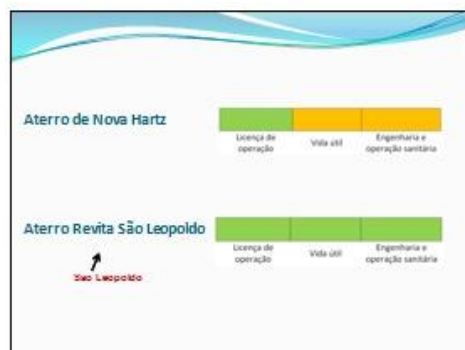 Aterro de Nova Hartz
Licença de
operação
Vida útil
Engenharia e
operação sanitária
Aterro Revita São Leopoldo
Licença de
operação
Vida útil
Engenharia e
operação sanitária
Sao Leopoldo